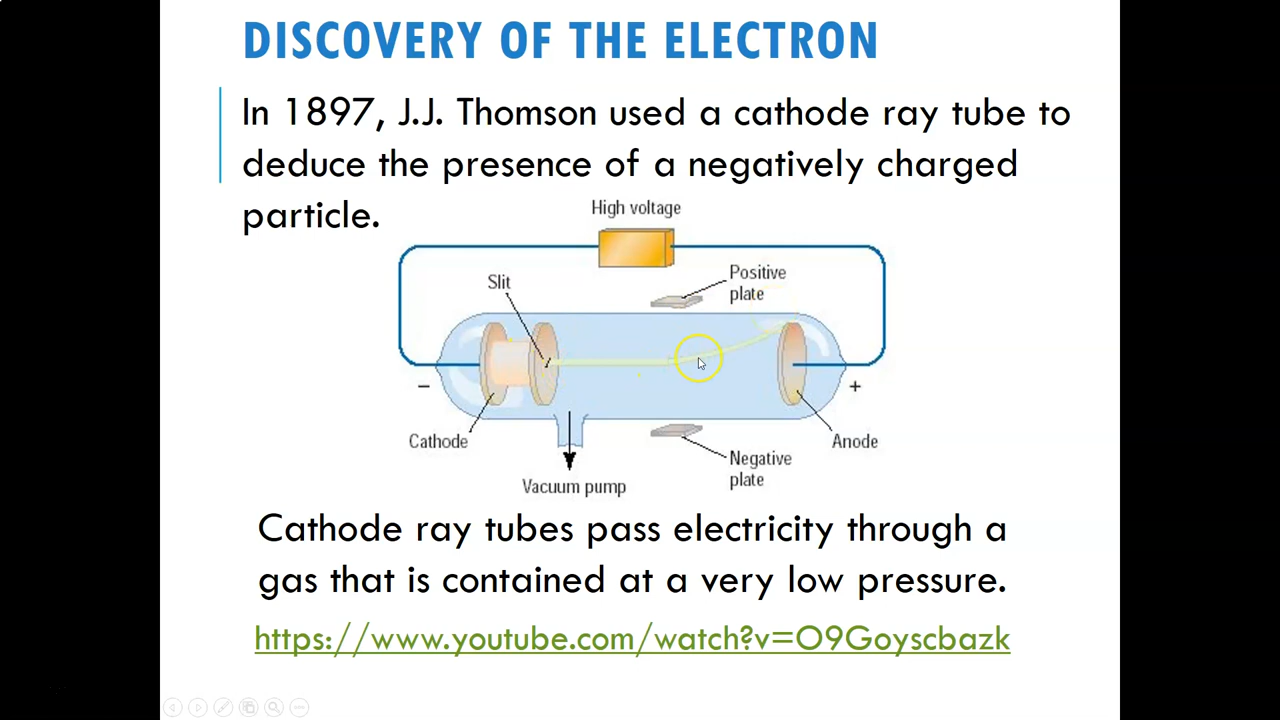 DISCOVERY OF THE ELECTRON
In 1897, J.J. Thomson used a cathode ray tube to
deduce the presence of a negatively charged
particle.
High voltage
Slit
Positive
plate
−
+
Cathode
Anode
Negative
plate
Vacuum pump
Cathode ray tubes pass electricity through a
gas that is contained at a very low pressure.
https://www.youtube.com/watch?v=O9Goyscbazk